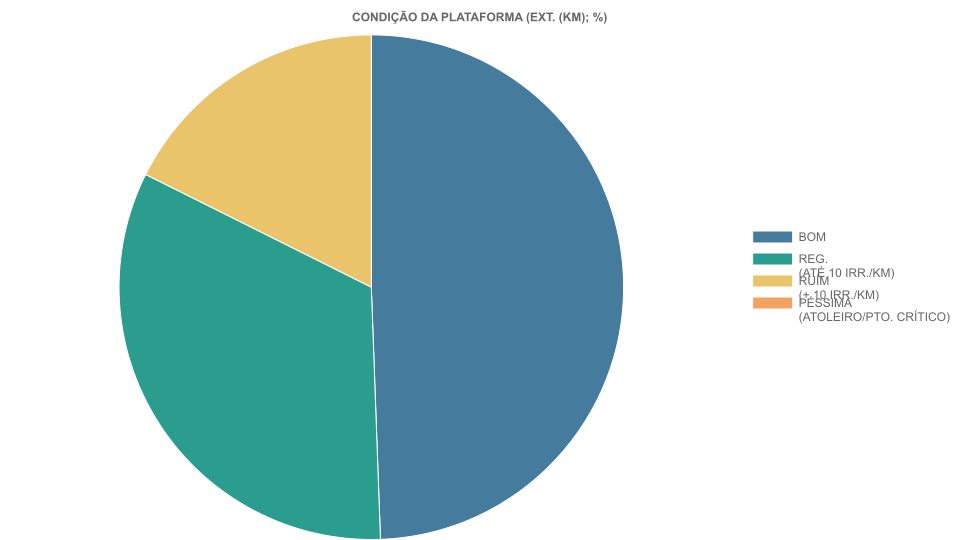 CONDIÇÃO DA PLATAFORMA (EXT. (KM); %)
BOM
REG.
(ATÉ 10 IRR./KM)
RUIM
(+ 10 IRR./KM)
PÉSSIMA
(ATOLEIRO/PTO. CRÍTICO)